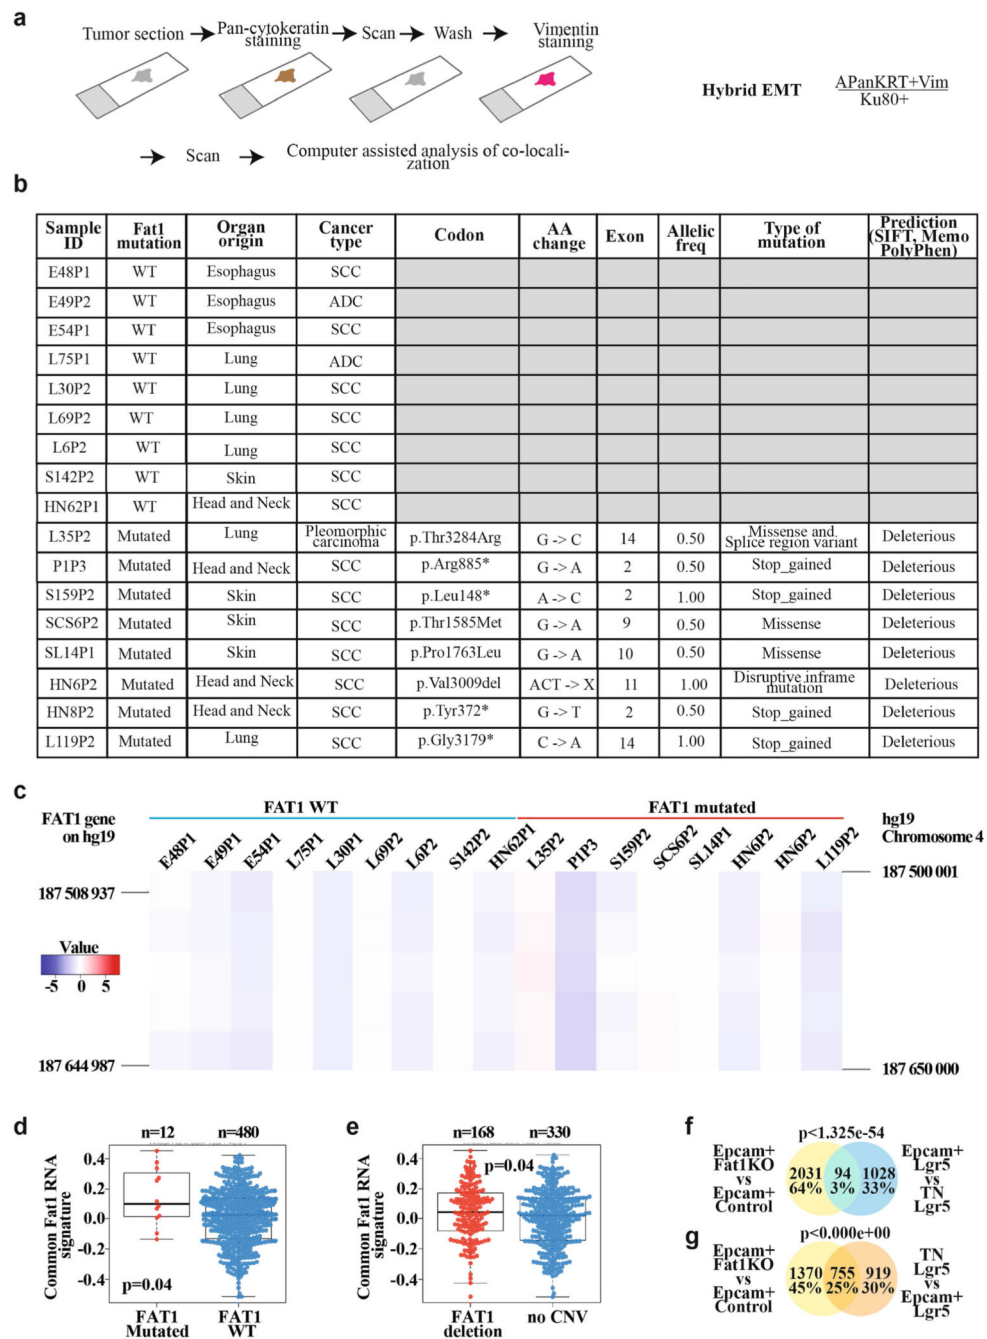 a
Tumor section
Pan-cytokeratin
staining
Scan
Wash
Vimentin
staining
Hybrid EMT
APanKRT+Vim
Ku80+
Scan
Computer assisted analysis of co-locali-
zation
b
Sample ID Fat1 mutation Organ origin Cancer type Codon AA change Exon Allelic freq Type of mutation Prediction (SIFT, Memo PolyPhen)
E48P1 WT Esophagus SCC
E49P2 WT Esophagus ADC
E54P1 WT Esophagus SCC
L75P1 WT Lung ADC
L30P2 WT Lung SCC
L69P2 WT Lung SCC
L6P2 WT Lung SCC
S142P2 WT Skin SCC
HN62P1 WT Head and Neck SCC
L35P2 Mutated Lung Pleomorphic carcinoma p.Thr3284Arg G -> C 14 0.50 Missense and Splice region variant Deleterious
P1P3 Mutated Head and Neck SCC p.Arg885* G -> A 2 0.50 Stop_gained Deleterious
S159P2 Mutated Skin SCC p.Leu148* A -> C 2 1.00 Stop_gained Deleterious
SCS6P2 Mutated Skin SCC p.Thr1585Met G -> A 9 0.50 Missense Deleterious
SL14P1 Mutated Skin SCC p.Pro1763Leu G -> A 10 0.50 Missense Deleterious
HN6P2 Mutated Head and Neck SCC p.Val3009del ACT -> X 11 1.00 Disruptive inframe mutation Deleterious
HN8P2 Mutated Head and Neck SCC p.Tyr372* G -> T 2 0.50 Stop_gained Deleterious
L119P2 Mutated Lung SCC p.Gly3179* C -> A 14 1.00 Stop_gained Deleterious
c
FAT1 WT
FAT1 mutated
FAT1 gene
on hg19
hg19
Chromosome 4
E48P1 E49P1 E54P1 L75P1 L30P1 L69P2 L6P2 S142P2 HN62P1 L35P2 P1P3 S159P2 SCS6P2 SL14P1 HN6P2 HN6P2 L119P2
187 508 937
187 500 001
Value
-5 0 5
187 644 987
187 650 000
d
n=12 n=480
Common Fat1 RNA
signature
0.4
0.2
0.0
-0.2
-0.4
p=0.04
FAT1
Mutated
FAT1
WT
e
n=168 n=330
Common Fat1 RNA
signature
0.4
0.2
0.0
-0.2
-0.4
p=0.04
FAT1
deletion
no CNV
f
p<1.325e-54
Epcam+
Fat1KO
vs
Epcam+
Control
2031 94 1028
64% 3% 33%
Epcam+
Lgr5
vs
TN
Lgr5
g
p<0.000e+00
Epcam+
Fat1KO
vs
Epcam+
Control
1370 755 919
45% 25% 30%
TN
Lgr5
vs
Epcam+
Lgr5